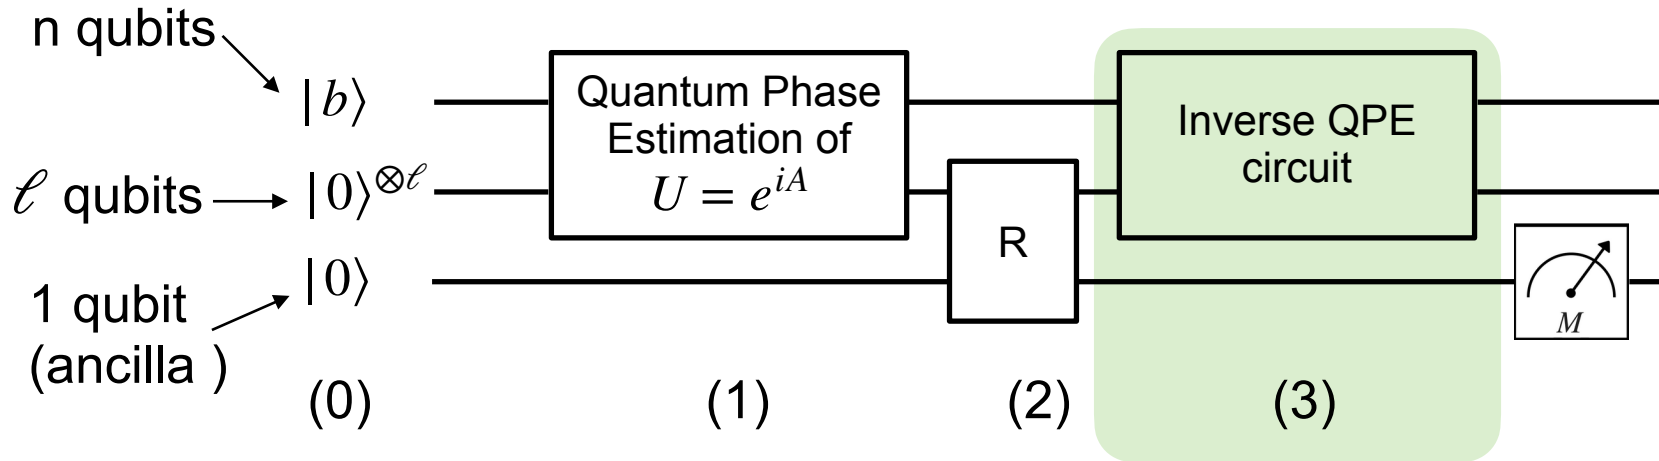 n qubits
|b⟩
ℓ qubits
|0⟩^{⊗ℓ}
1 qubit
(ancilla )
|0⟩
(0)
Quantum Phase
Estimation of
U = e^{iA}
(1)
R
(2)
Inverse QPE
circuit
(3)
M